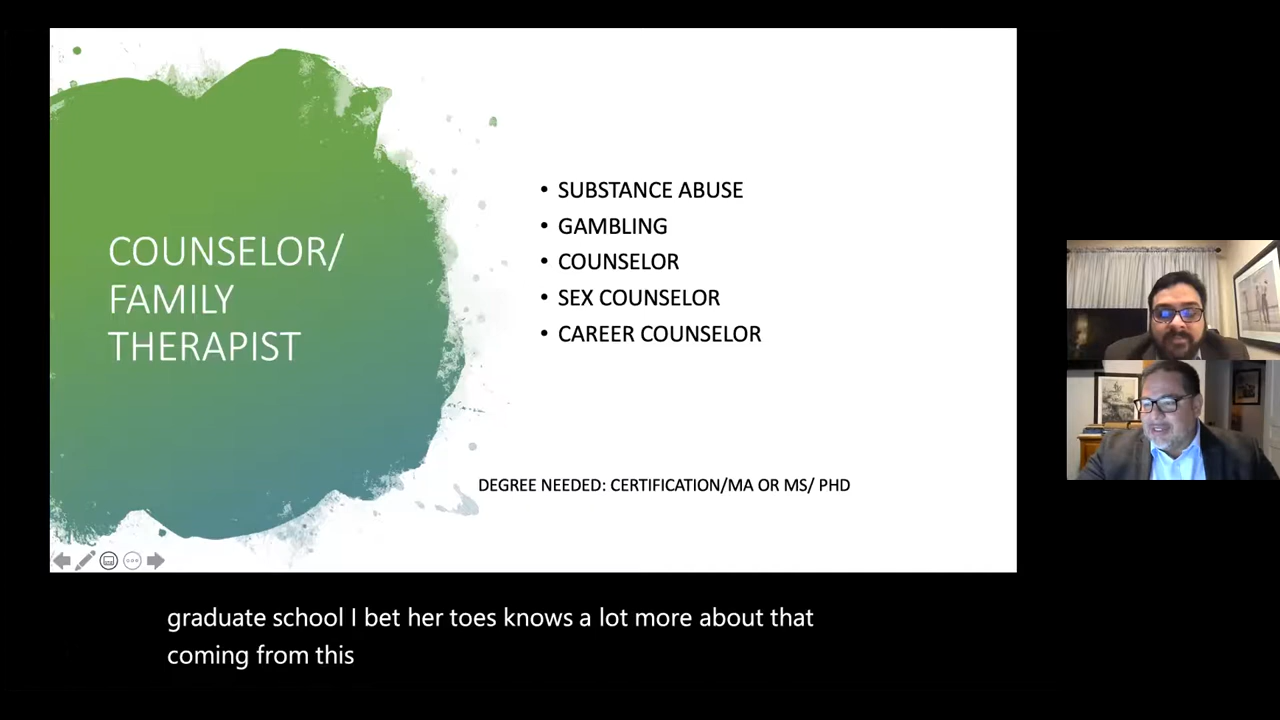 COUNSELOR/
FAMILY
THERAPIST
• SUBSTANCE ABUSE
• GAMBLING
• COUNSELOR
• SEX COUNSELOR
• CAREER COUNSELOR
DEGREE NEEDED: CERTIFICATION/MA OR MS/ PHD
graduate school I bet her toes knows a lot more about that
coming from this